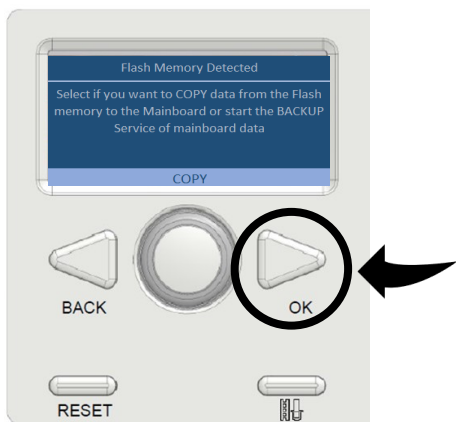 Flash Memory Detected
Select if you want to COPY data from the Flash
memory to the Mainboard or start the BACKUP
Service of mainboard data
COPY
BACK
OK
RESET